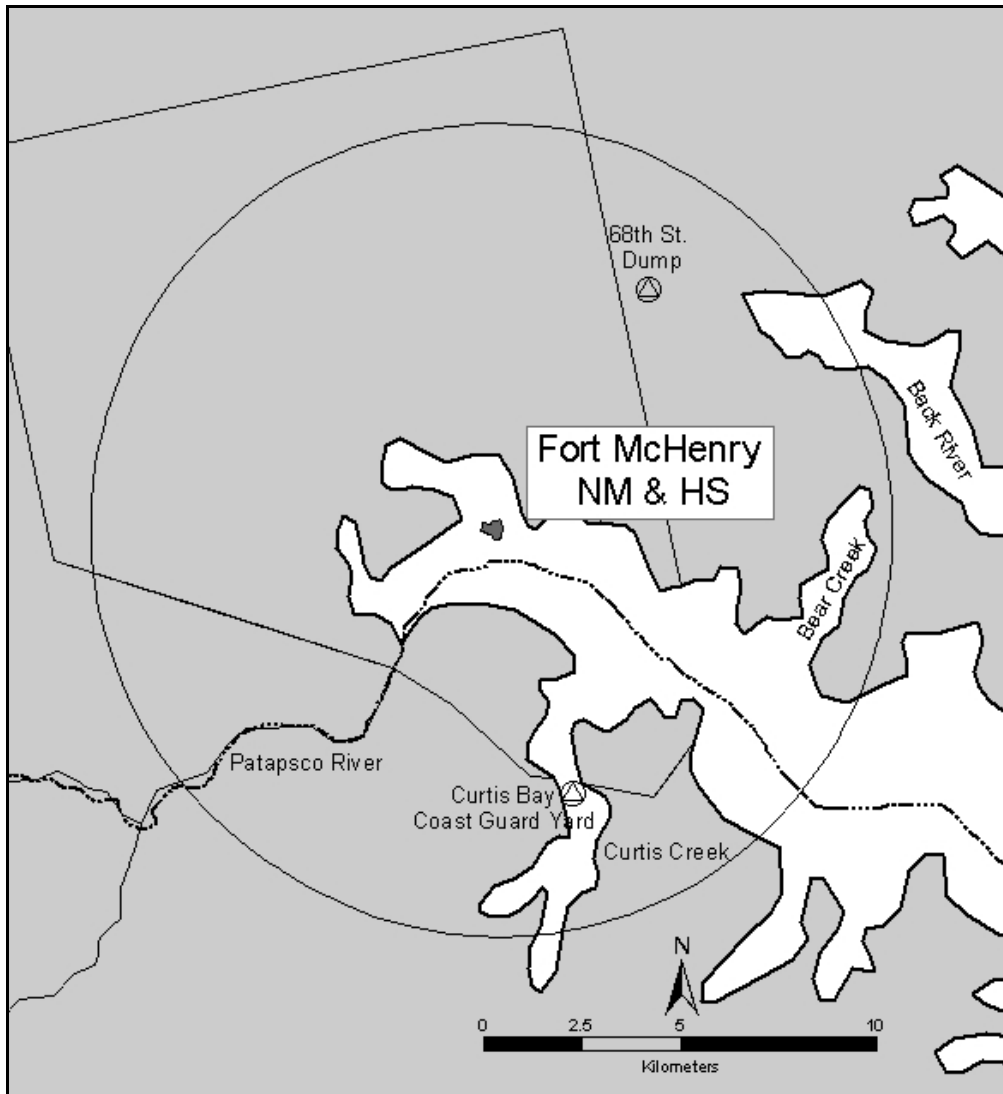 68th St.
Dump
Back River
Fort McHenry
NM & HS
Bear Creek
Patapsco River
Curtis Bay
Coast Guard Yard
Curtis Creek
N
0 2.5 5 10
Kilometers